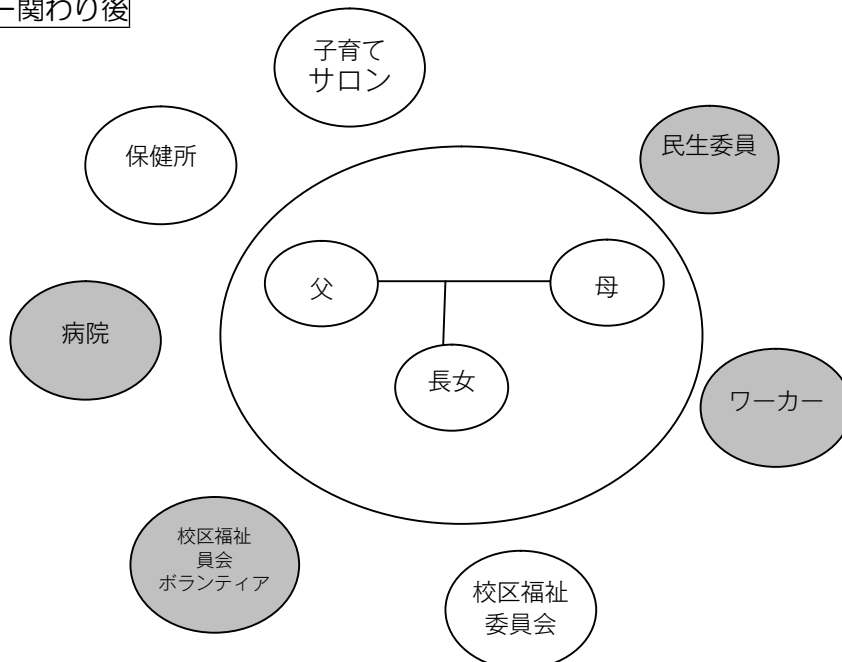 ー関わり後
子育て
サロン
保健所
民生委員
父
母
病院
長女
ワーカー
校区福祉
員会
ボランティア
校区福祉
委員会